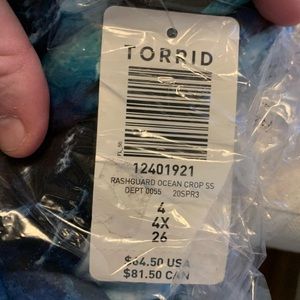 TORRID
12401921
RASHGUARD OCEAN CROP SS
DEPT 0055 20SPR3
4
4X
26
$64.50 USA
$81.50 CAN